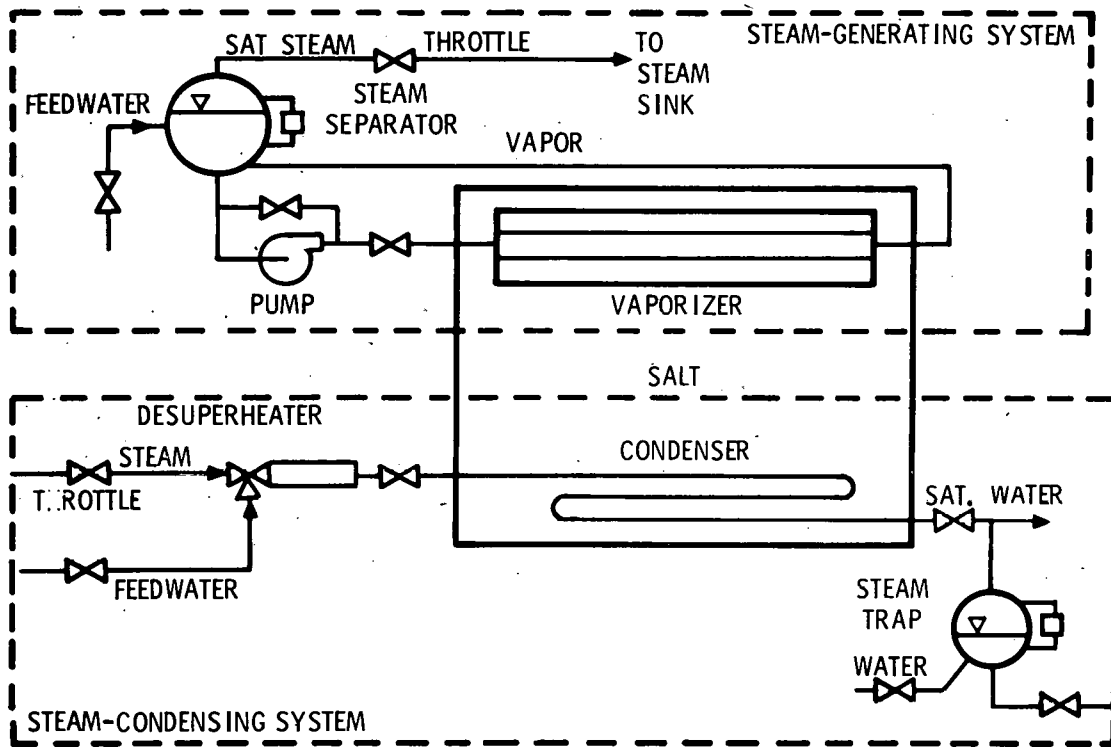 STEAM-GENERATING SYSTEM
SAT STEAM
THROTTLE
TO
STEAM
SINK
FEEDWATER
STEAM
SEPARATOR
VAPOR
PUMP
VAPORIZER
SALT
DESUPERHEATER
STEAM
T..ROTTLE
CONDENSER
SAT. WATER
FEEDWATER
STEAM
TRAP
WATER
STEAM-CONDENSING SYSTEM